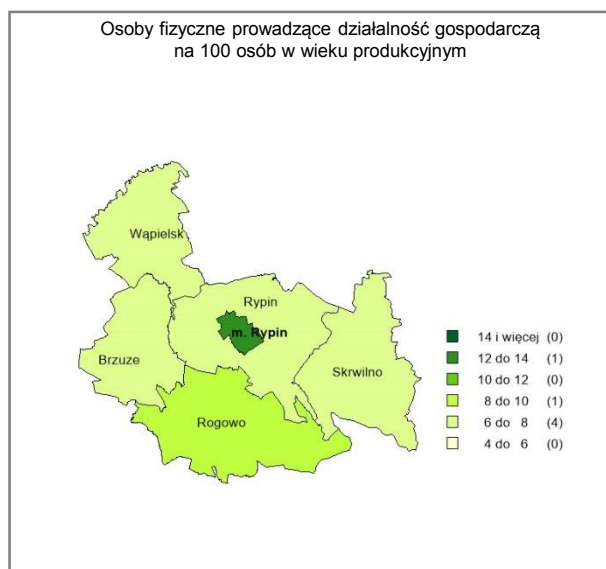 Osoby fizyczne prowadzące działalność gospodarczą
na 100 osób w wieku produkcyjnym
Wąpielsk
Rypin
m. Rypin
Brzuze
Skrwilno
Rogowo
14 i więcej (0)
12 do 14 (1)
10 do 12 (0)
8 do 10 (1)
6 do 8 (4)
4 do 6 (0)